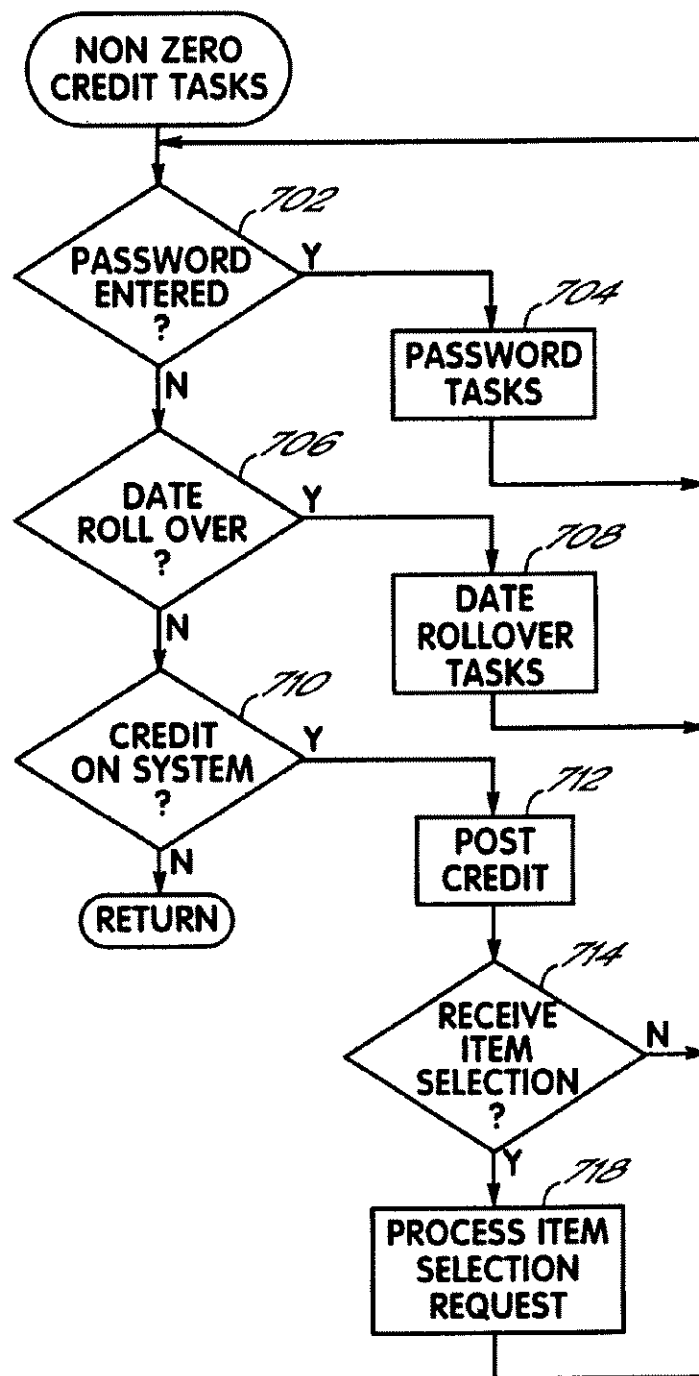 NON ZERO
CREDIT TASKS
702
PASSWORD
ENTERED
?
Y
N
704
PASSWORD
TASKS
706
DATE
ROLL OVER
?
Y
N
708
DATE
ROLLOVER
TASKS
710
CREDIT
ON SYSTEM
?
Y
N
RETURN
712
POST
CREDIT
714
RECEIVE
ITEM
SELECTION
?
N
Y
718
PROCESS ITEM
SELECTION
REQUEST